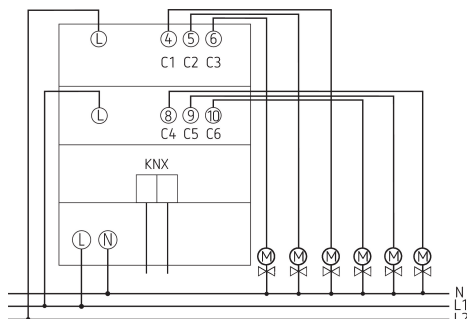 L 4 5 6
C1 C2 C3
L 8 9 10
C4 C5 C6
KNX
L N
M M M M M M
N
L1
L2